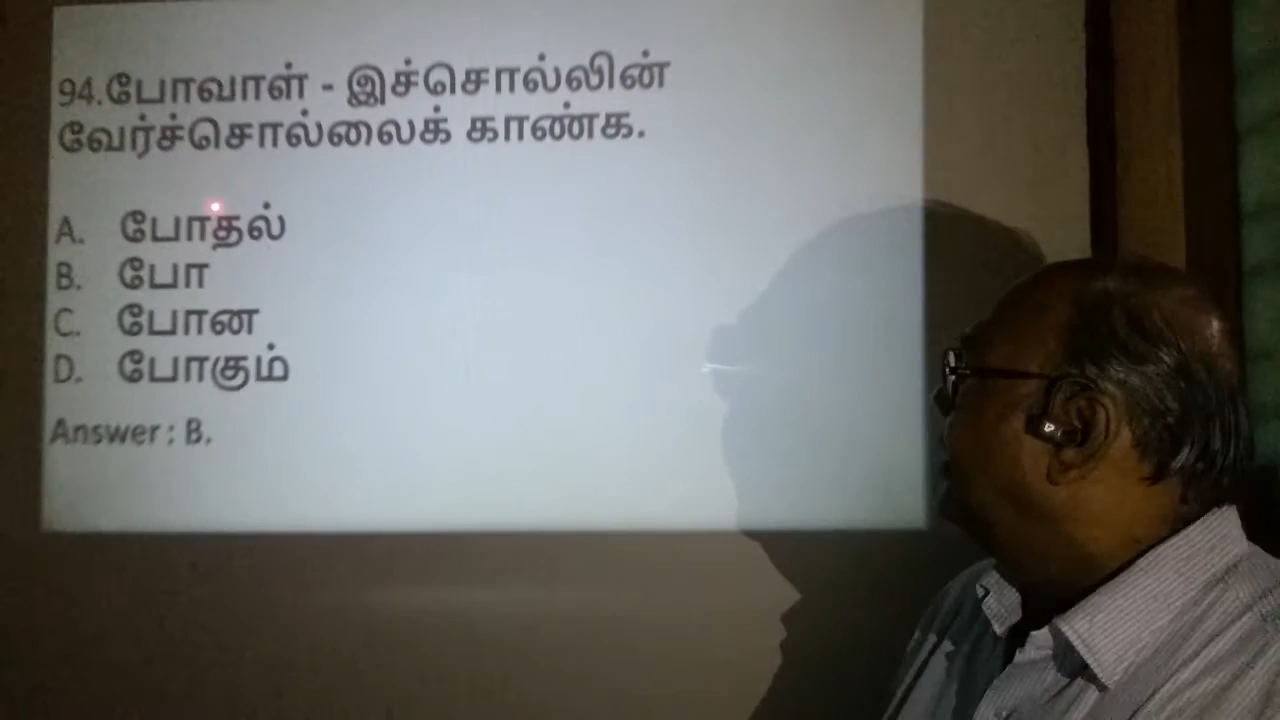 94.போவாள் - இச்சொல்லின்
வேர்ச்சொல்லைக் காண்க.
A. போதல்
B. போ
C. போன
D. போகும்
Answer : B.